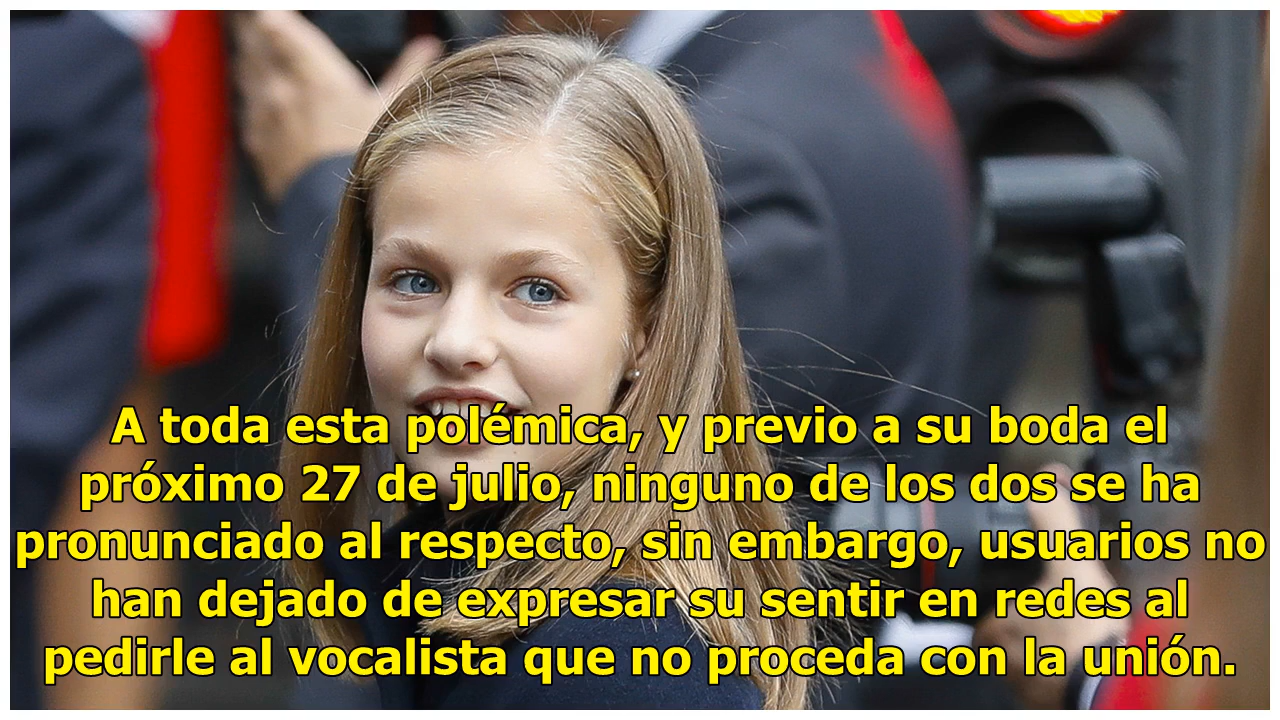 A toda esta polémica, y previo a su boda el
próximo 27 de julio, ninguno de los dos se ha
pronunciado al respecto, sin embargo, usuarios no
han dejado de expresar su sentir en redes al
pedirle al vocalista que no proceda con la unión.